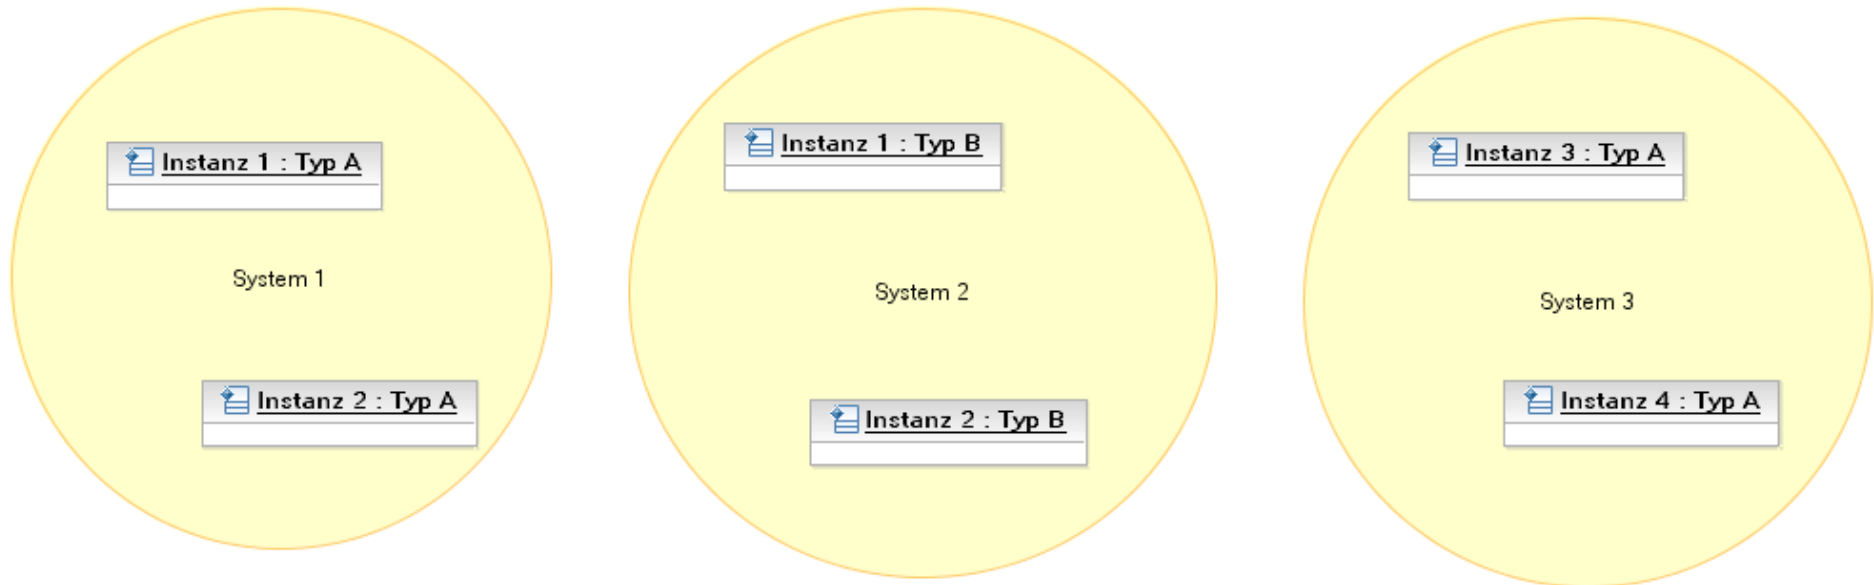 Instanz 1 : Typ A
System 1
Instanz 2 : Typ A
Instanz 1 : Typ B
System 2
Instanz 2 : Typ B
Instanz 3 : Typ A
System 3
Instanz 4 : Typ A